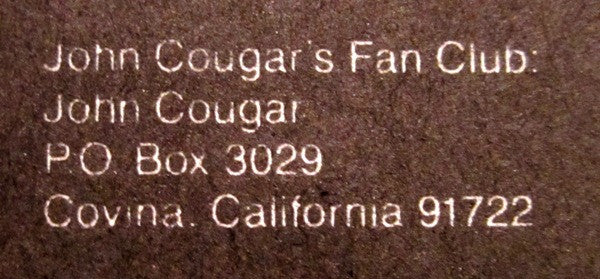 John Cougar's Fan Club:
John Cougar
P.O. Box 3029
Covina, California 91722